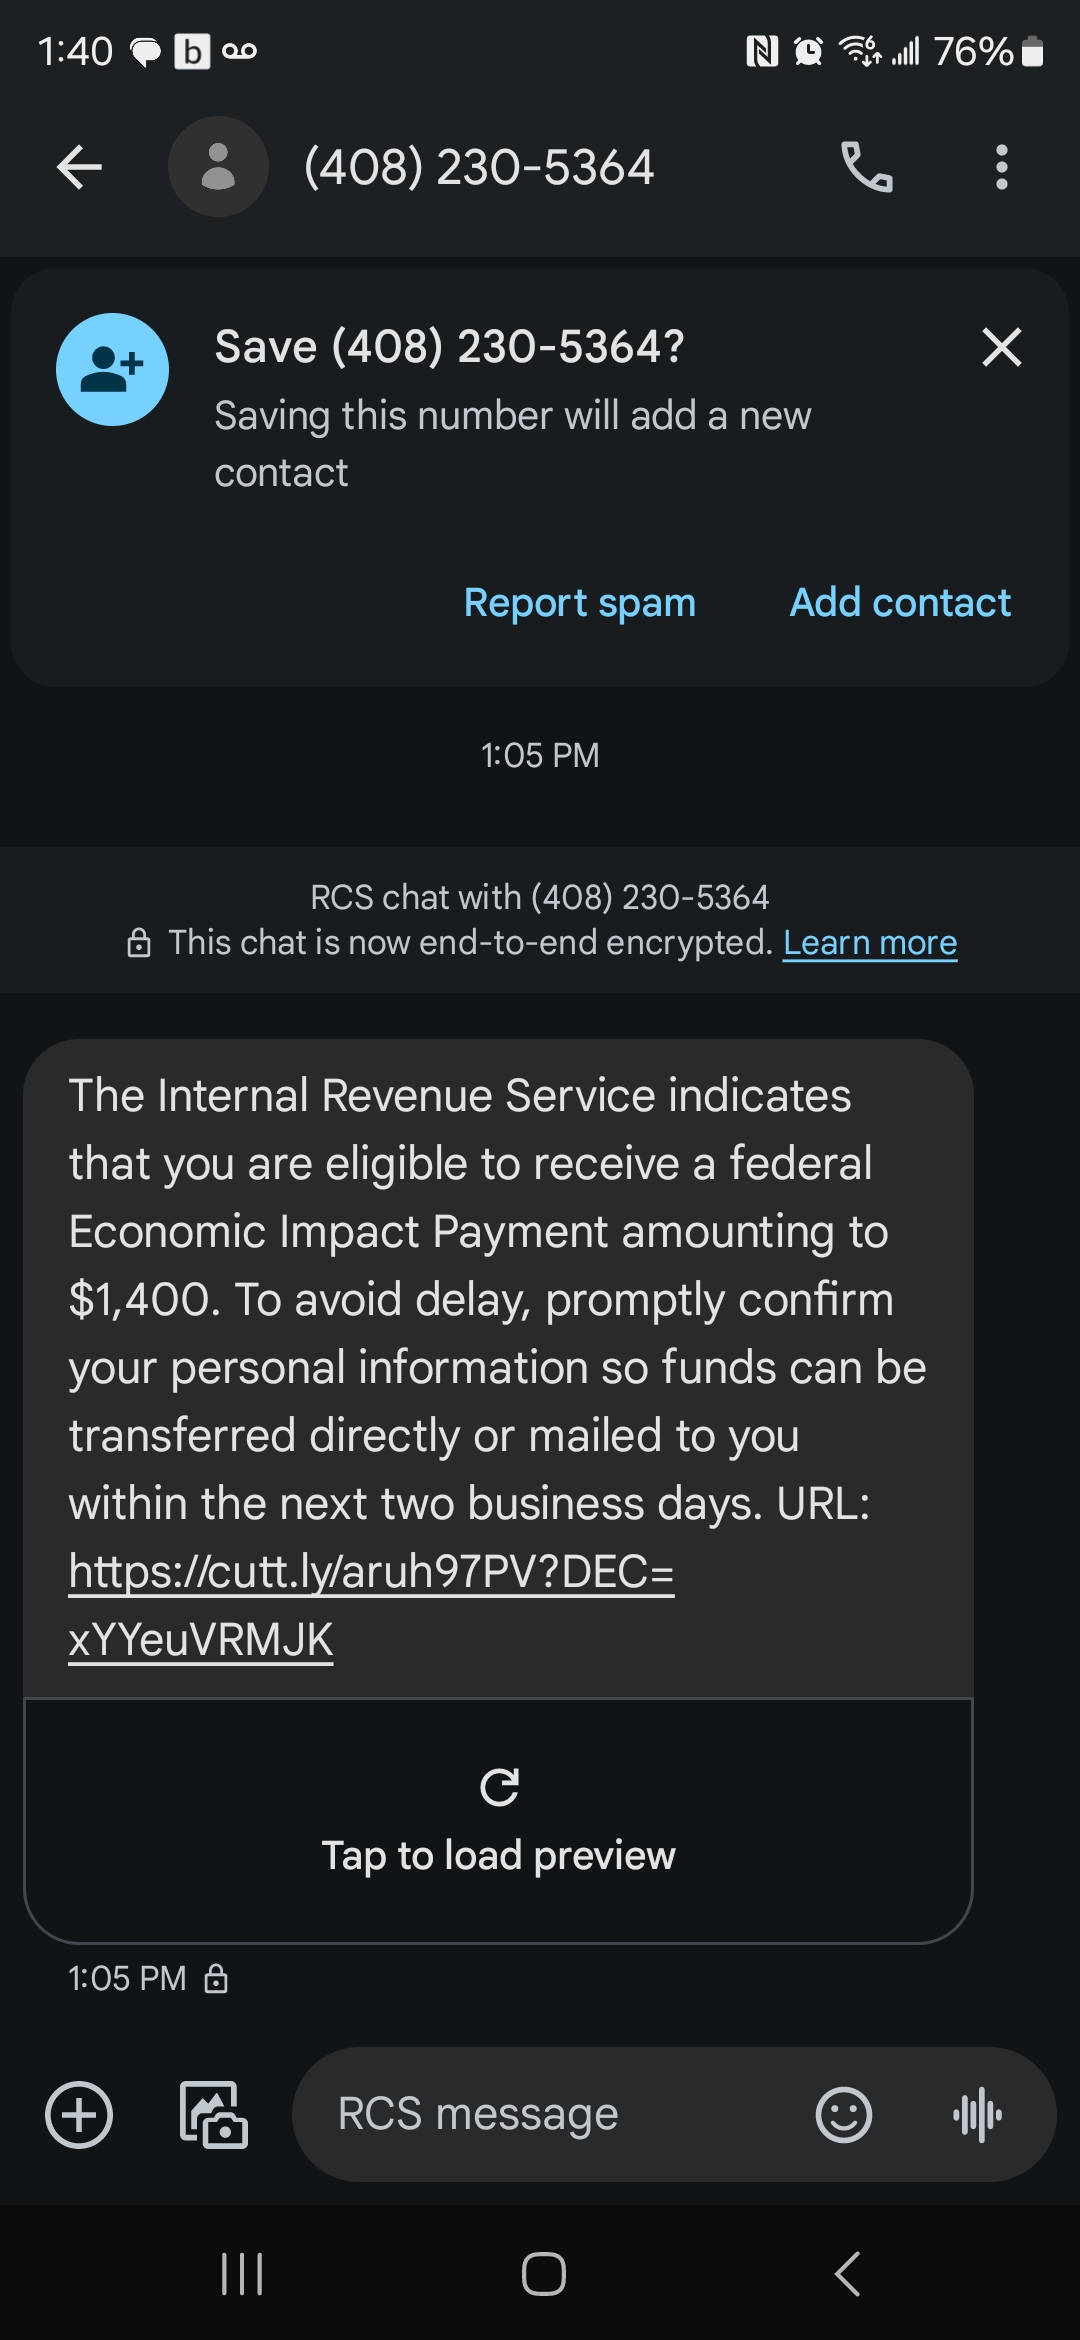 1:40 b 6 76%
(408) 230-5364
Save (408) 230-5364?
Saving this number will add a new
contact
Report spam Add contact
1:05 PM
RCS chat with (408) 230-5364
This chat is now end-to-end encrypted. Learn more
The Internal Revenue Service indicates
that you are eligible to receive a federal
Economic Impact Payment amounting to
$1,400. To avoid delay, promptly confirm
your personal information so funds can be
transferred directly or mailed to you
within the next two business days. URL:
https://cutt.ly/aruh97PV?DEC=
xYYeuVRMJK
Tap to load preview
1:05 PM
RCS message